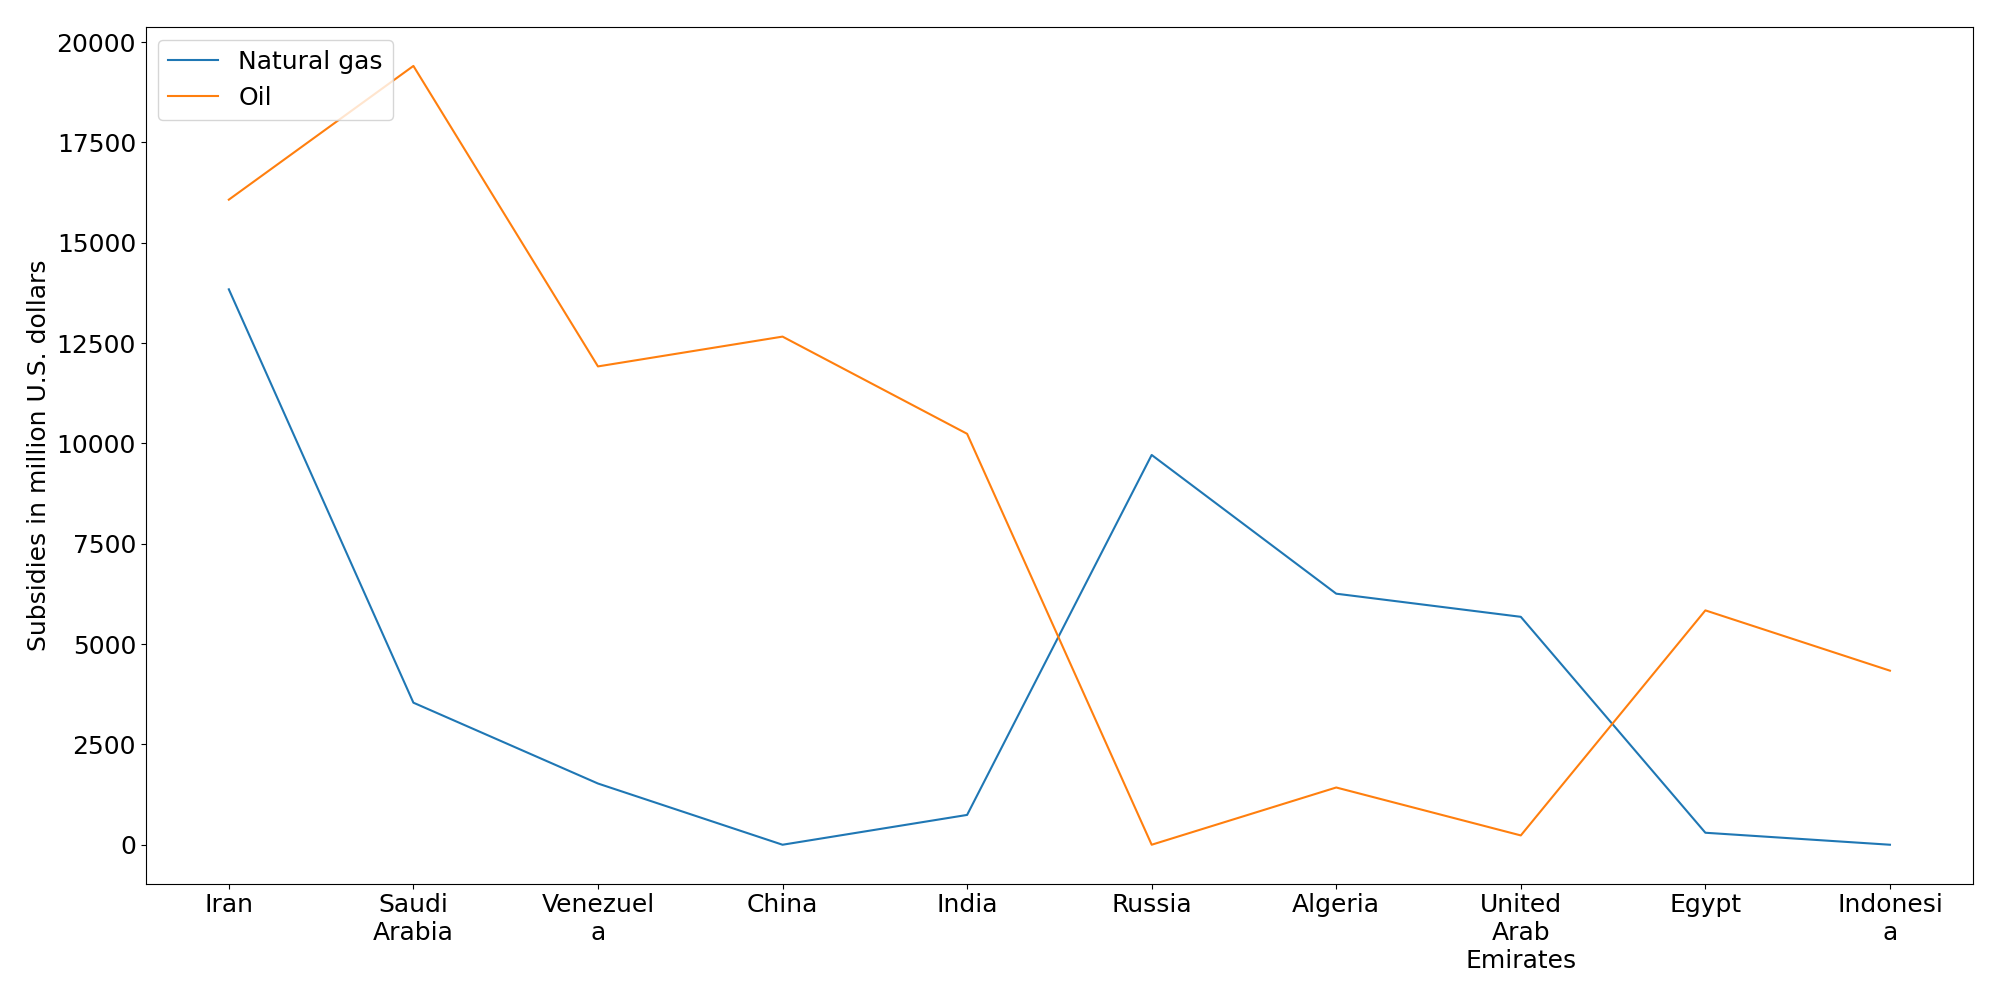 Natural gas
Oil
Subsidies in million U.S. dollars
20000
17500
15000
12500
10000
7500
5000
2500
0
Iran
Saudi
Arabia
Venezuel
a
China
India
Russia
Algeria
United
Arab
Emirates
Egypt
Indonesi
a